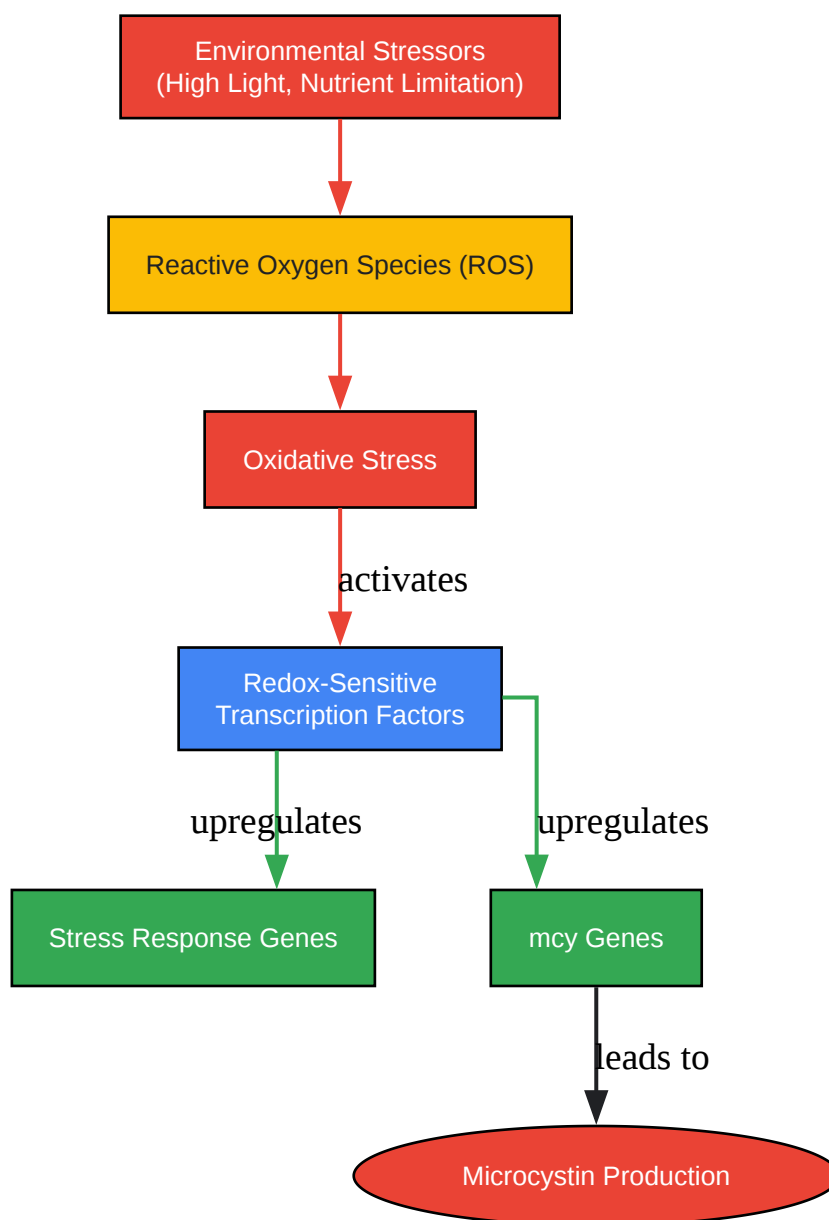 Environmental Stressors
(High Light, Nutrient Limitation)
Reactive Oxygen Species (ROS)
Oxidative Stress
activates
Redox-Sensitive
Transcription Factors
upregulates
upregulates
Stress Response Genes
mcy Genes
leads to
Microcystin Production